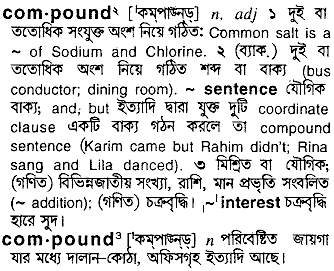 com·pound² [ˈকম্‌পাউন্ড্‌] n, adj ১ দুই বা
ততোধিক সংযুক্ত অংশ নিয়ে গঠিত: Common salt is a
~ of Sodium and Chlorine. ২ (ব্যাক.) দুই বা
ততোধিক অংশ নিয়ে গঠিত শব্দ বা বাক্য (bus
conductor; dining room). ~ sentence যৌগিক
বাক্য; and, but ইত্যাদি দ্বারা যুক্ত দুটি coordinate
clause একটি বাক্য গঠন করলে তা compound
sentence (Karim came but Rahim didn't; Rina
sang and Lila danced). ৩ মিশ্রিত বা যৌগিক;
(গণিত) বিভিন্নজাতীয় সংখ্যা, রাশি, মান প্রভৃতি সংবলিত
(~ addition); (গণিত) চক্রবৃদ্ধি। ~ˈinterest চক্রবৃদ্ধি
হারে সুদ।
com·pound³ [ˈকম্‌পাউন্ড্‌] n পরিবেষ্টিত জায়গা
যার মধ্যে দালান-কোঠা, অফিসগৃহ ইত্যাদি আছে।